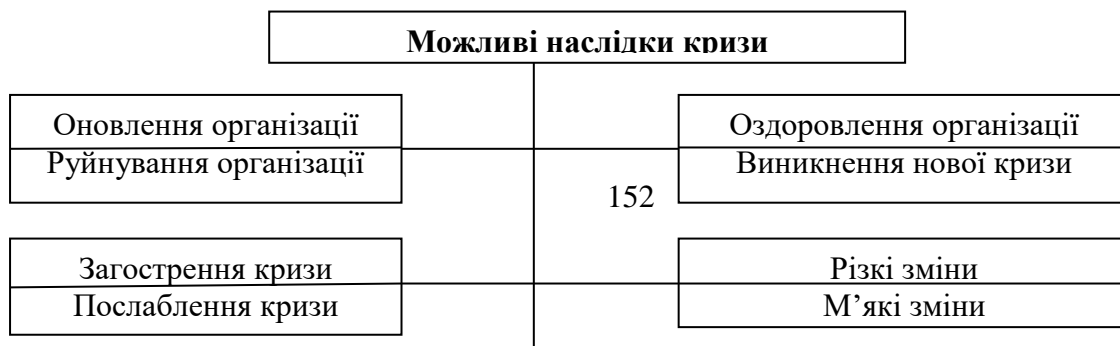 Можливі наслідки кризи
Оновлення організації
Руйнування організації
Оздоровлення організації
Виникнення нової кризи
152
Загострення кризи
Послаблення кризи
Різкі зміни
М’які зміни